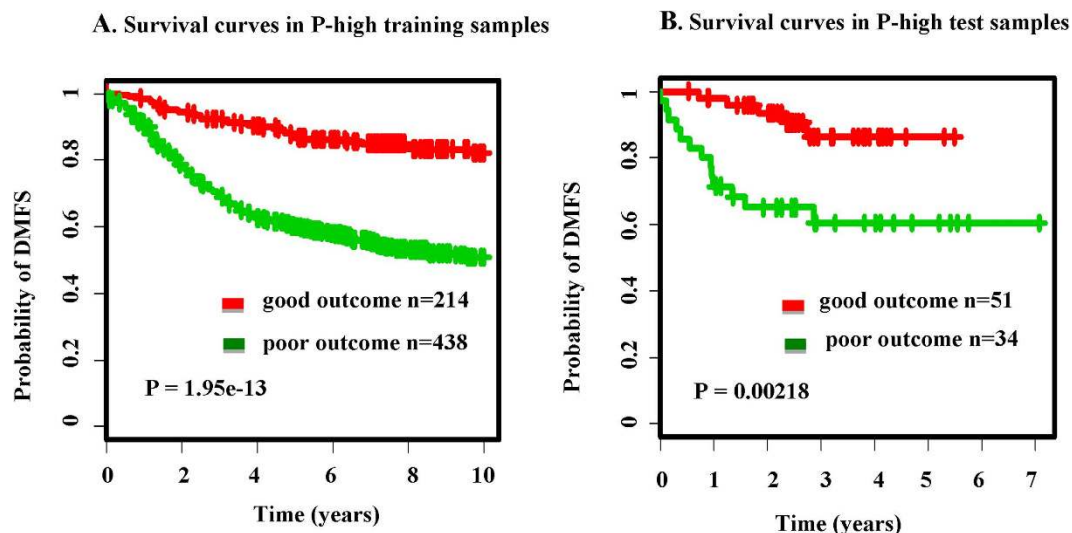 A. Survival curves in P-high training samples
Probability of DMFS
1
0.8
0.6
0.4
0.2
0
good outcome n=214
poor outcome n=438
P = 1.95e-13
0 2 4 6 8 10
Time (years)
B. Survival curves in P-high test samples
Probability of DMFS
1
0.8
0.6
0.4
0.2
0
good outcome n=51
poor outcome n=34
P = 0.00218
0 1 2 3 4 5 6 7
Time (years)